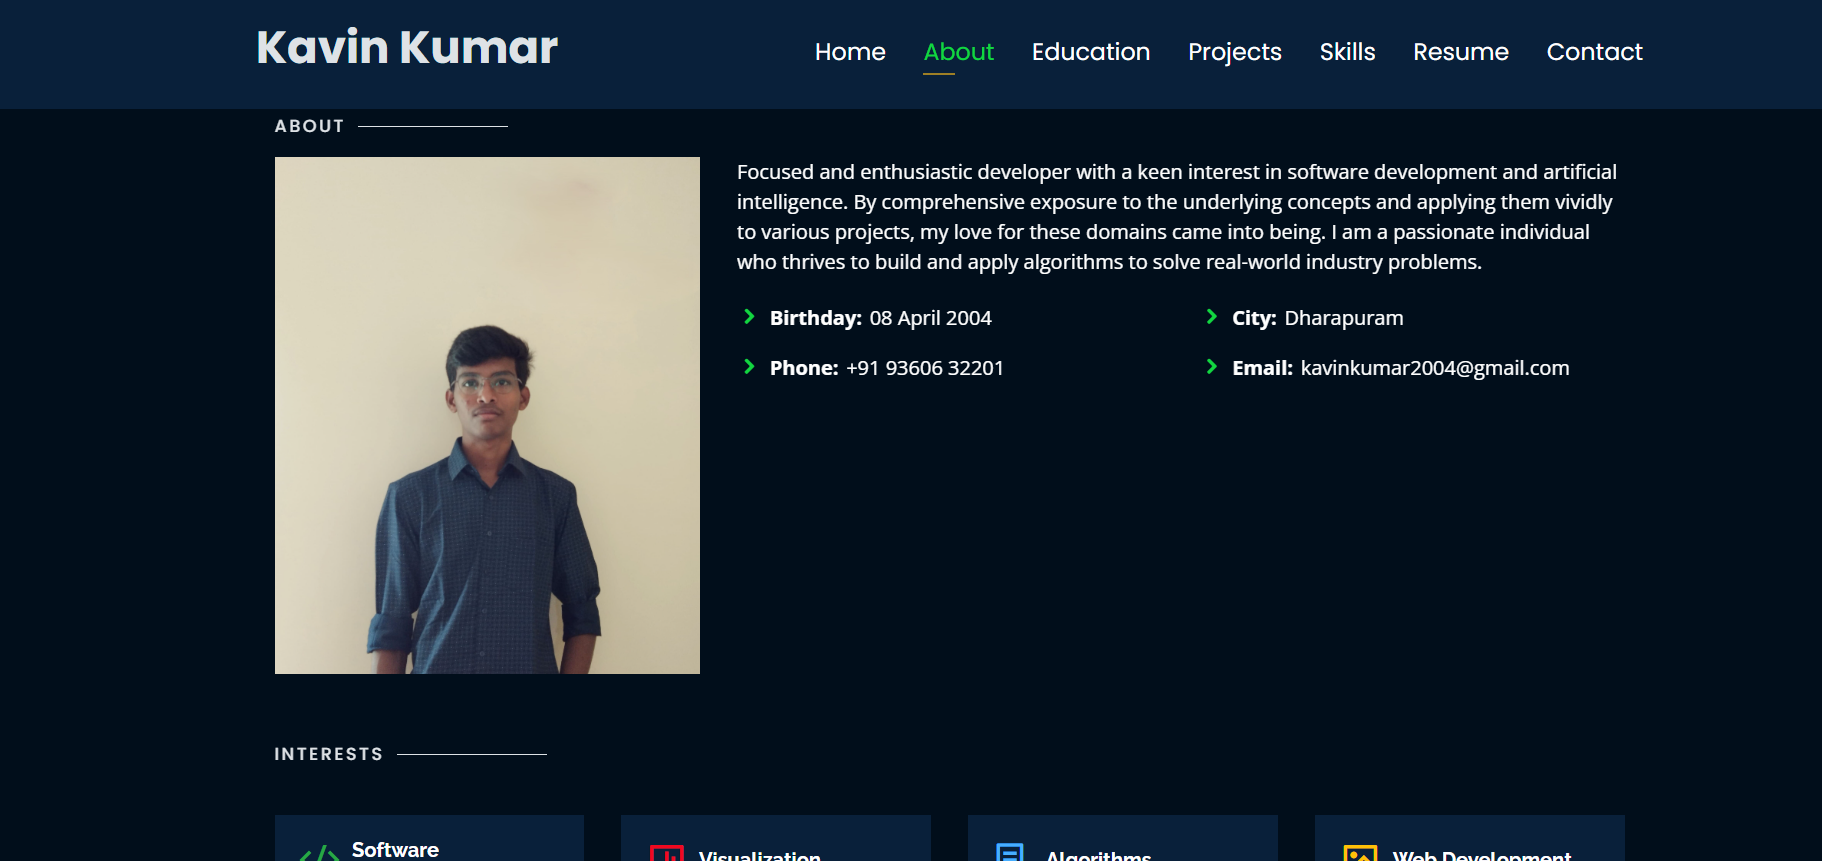 Kavin Kumar
Home About Education Projects Skills Resume Contact
ABOUT
Focused and enthusiastic developer with a keen interest in software development and artificial
intelligence. By comprehensive exposure to the underlying concepts and applying them vividly
to various projects, my love for these domains came into being. I am a passionate individual
who thrives to build and apply algorithms to solve real-world industry problems.
Birthday: 08 April 2004
City: Dharapuram
Phone: +91 93606 32201
Email: kavinkumar2004@gmail.com
INTERESTS
Software
Visualization
Algorithms
Web Development